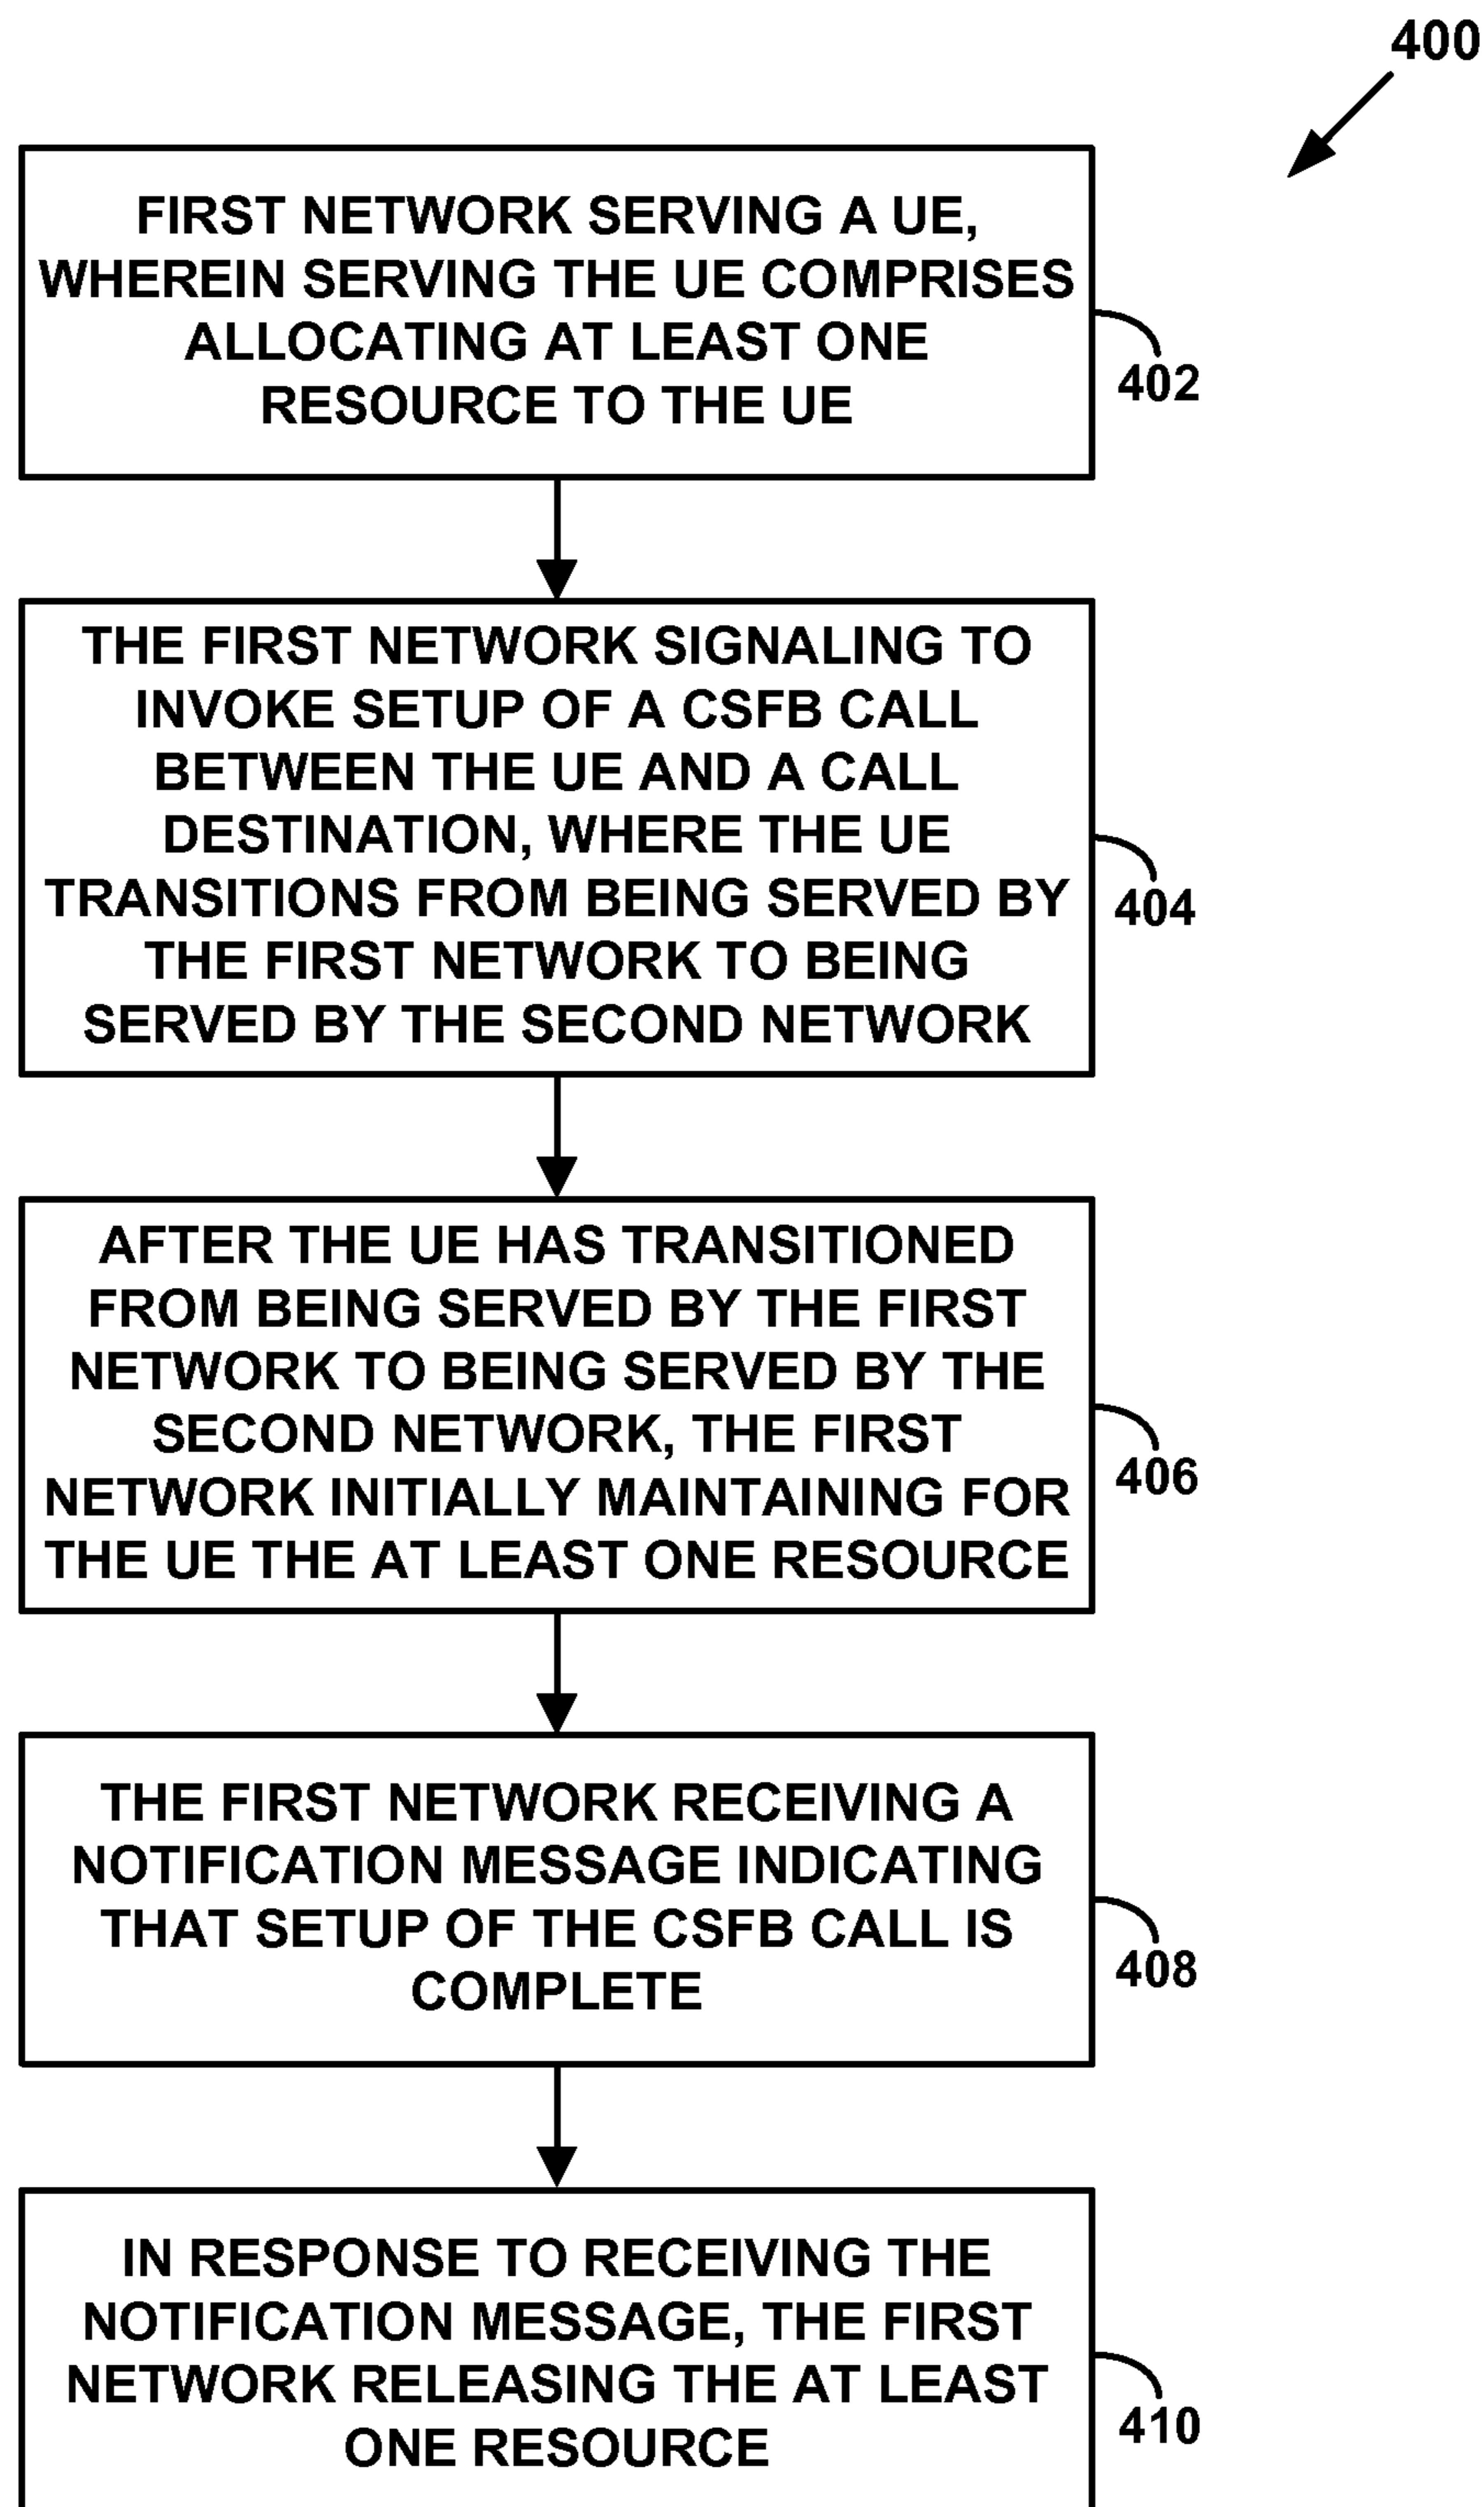 400
FIRST NETWORK SERVING A UE,
WHEREIN SERVING THE UE COMPRISES
ALLOCATING AT LEAST ONE
RESOURCE TO THE UE
402
THE FIRST NETWORK SIGNALING TO
INVOKE SETUP OF A CSFB CALL
BETWEEN THE UE AND A CALL
DESTINATION, WHERE THE UE
TRANSITIONS FROM BEING SERVED BY
THE FIRST NETWORK TO BEING
SERVED BY THE SECOND NETWORK
404
AFTER THE UE HAS TRANSITIONED
FROM BEING SERVED BY THE FIRST
NETWORK TO BEING SERVED BY THE
SECOND NETWORK, THE FIRST
NETWORK INITIALLY MAINTAINING FOR
THE UE THE AT LEAST ONE RESOURCE
406
THE FIRST NETWORK RECEIVING A
NOTIFICATION MESSAGE INDICATING
THAT SETUP OF THE CSFB CALL IS
COMPLETE
408
IN RESPONSE TO RECEIVING THE
NOTIFICATION MESSAGE, THE FIRST
NETWORK RELEASING THE AT LEAST
ONE RESOURCE
410